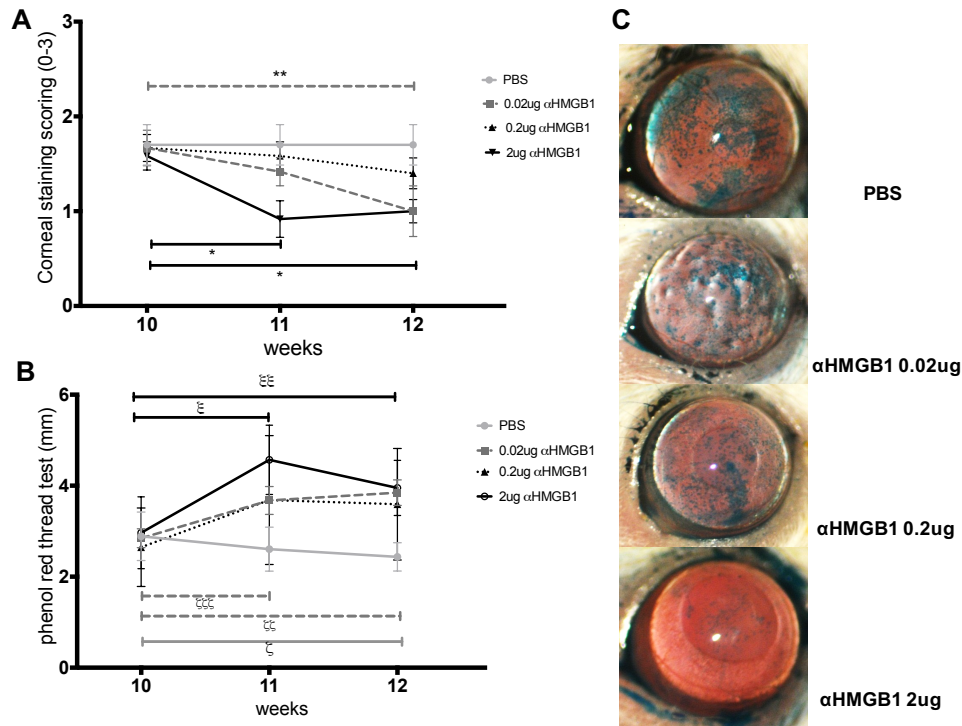 A
Corneal staining scoring (0-3)
3
2
1
0
**
*
*
10
11
12
weeks
PBS
0.02ug αHMGB1
0.2ug αHMGB1
2ug αHMGB1
B
phenol red thread test (mm)
6
4
2
0
ξξ
ξ
ζζζ
ζζ
ζ
10
11
12
weeks
PBS
0.02ug αHMGB1
0.2ug αHMGB1
2ug αHMGB1
C
PBS
αHMGB1 0.02ug
αHMGB1 0.2ug
αHMGB1 2ug